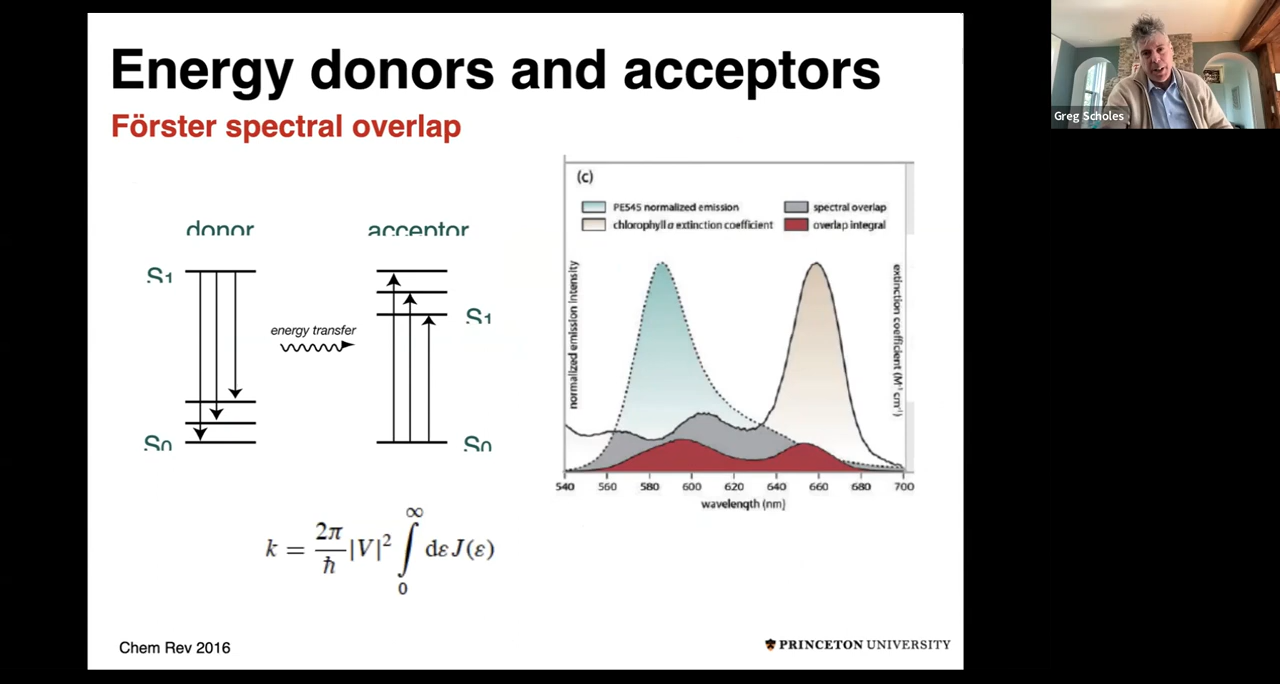 Energy donors and acceptors
Förster spectral overlap
Greg Scholes
donor
acceptor
S1
energy transfer
S1
S0
S0
(c)
PE545 normalized emission
spectral overlap
chlorophyll a extinction coefficient
overlap integral
normalized emission intensity
extinction coefficient (M⁻¹ cm⁻¹)
540 560 580 600 620 640 660 680 700
wavelength (nm)
k = 2π/ħ |V|² ∫₀^∞ dε J(ε)
Chem Rev 2016
PRINCETON UNIVERSITY